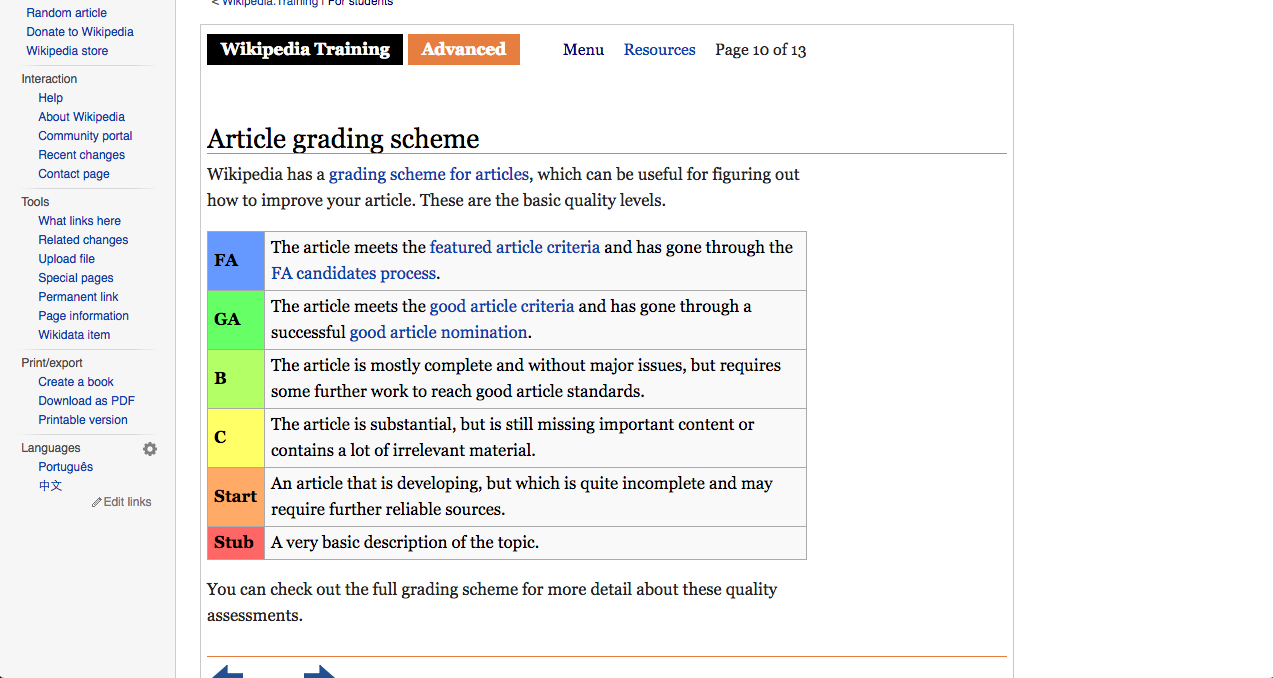 Random article
Donate to Wikipedia
Wikipedia store
Interaction
Help
About Wikipedia
Community portal
Recent changes
Contact page
Tools
What links here
Related changes
Upload file
Special pages
Permanent link
Page information
Wikidata item
Print/export
Create a book
Download as PDF
Printable version
Languages
Português
中文
Edit links
< Wikipedia:Training | For students
Wikipedia Training Advanced Menu Resources Page 10 of 13
Article grading scheme
Wikipedia has a grading scheme for articles, which can be useful for figuring out
how to improve your article. These are the basic quality levels.
FA
The article meets the featured article criteria and has gone through the
FA candidates process.
GA
The article meets the good article criteria and has gone through a
successful good article nomination.
B
The article is mostly complete and without major issues, but requires
some further work to reach good article standards.
C
The article is substantial, but is still missing important content or
contains a lot of irrelevant material.
Start
An article that is developing, but which is quite incomplete and may
require further reliable sources.
Stub
A very basic description of the topic.
You can check out the full grading scheme for more detail about these quality
assessments.